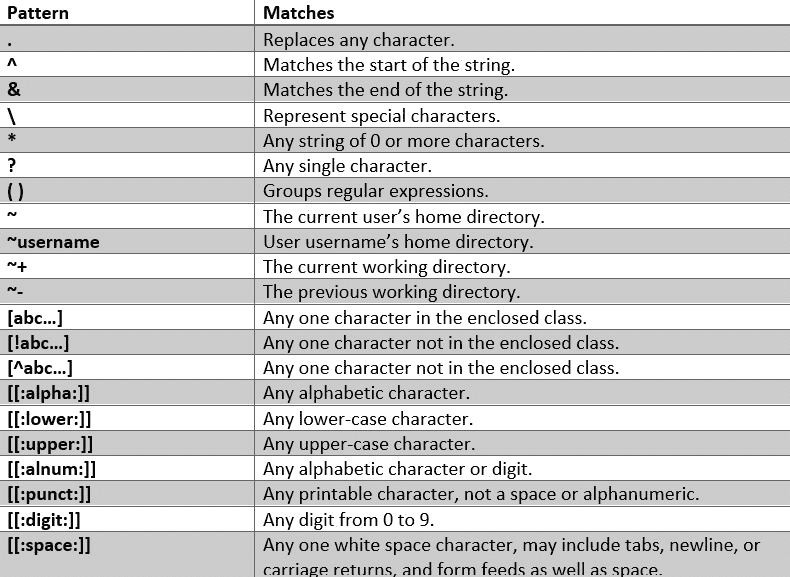 Pattern Matches
. Replaces any character.
^ Matches the start of the string.
& Matches the end of the string.
\ Represent special characters.
* Any string of 0 or more characters.
? Any single character.
( ) Groups regular expressions.
~ The current user’s home directory.
~username User username’s home directory.
~+ The current working directory.
~- The previous working directory.
[abc…] Any one character in the enclosed class.
[!abc…] Any one character not in the enclosed class.
[^abc…] Any one character not in the enclosed class.
[[:alpha:]] Any alphabetic character.
[[:lower:]] Any lower-case character.
[[:upper:]] Any upper-case character.
[[:alnum:]] Any alphabetic character or digit.
[[:punct:]] Any printable character, not a space or alphanumeric.
[[:digit:]] Any digit from 0 to 9.
[[:space:]] Any one white space character, may include tabs, newline, or
carriage returns, and form feeds as well as space.